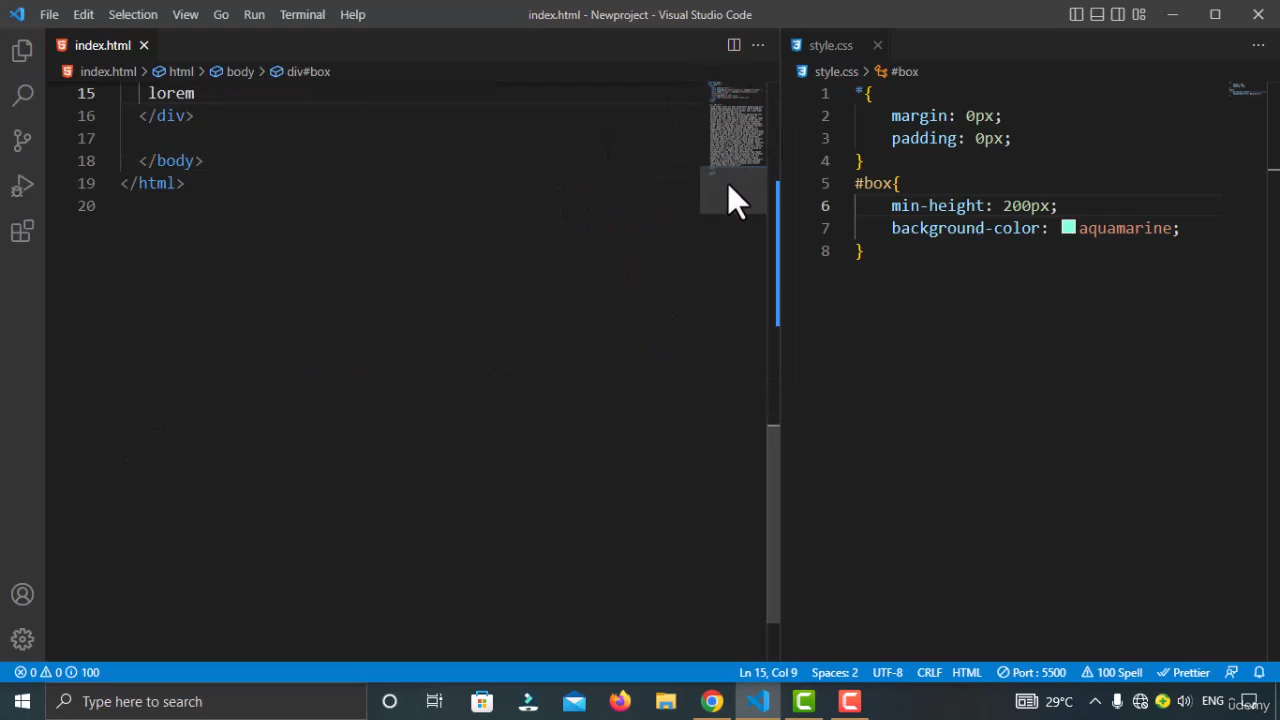 File Edit Selection View Go Run Terminal Help
index.html - Newproject - Visual Studio Code
index.html
style.css
index.html > html > body > div#box
style.css > #box
15 lorem
16 </div>
17
18 </body>
19 </html>
20
1 *{
2 margin: 0px;
3 padding: 0px;
4 }
5 #box{
6 min-height: 200px;
7 background-color: aquamarine;
8 }
0 0 100
Ln 15, Col 9 Spaces: 2 UTF-8 CRLF HTML Port : 5500 100 Spell Prettier
Type here to search
29°C ENG
Udemy